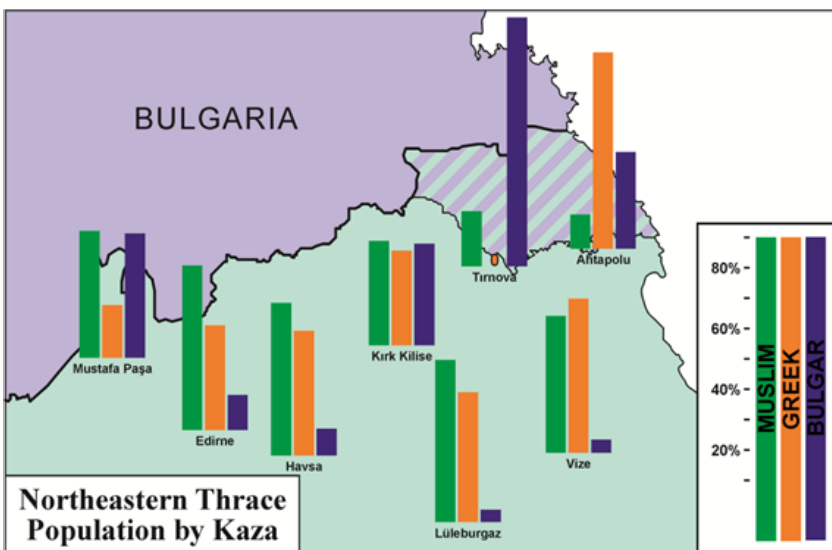 BULGARIA
Tırnova
Ahtapolu
Mustafa Paşa
Kırk Kilise
Edirne
Havsa
Vize
Lüleburgaz
80%
60%
40%
20%
MUSLIM
GREEK
BULGAR
Northeastern Thrace
Population by Kaza